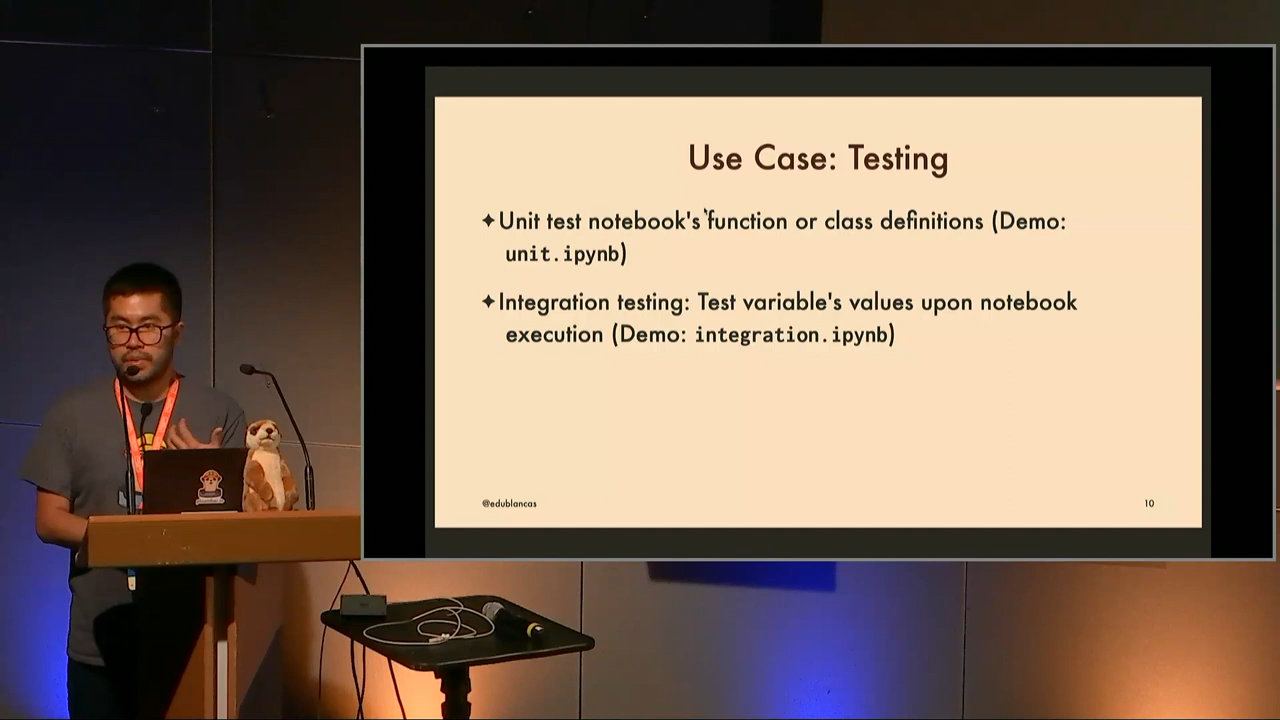 Use Case: Testing
✦Unit test notebook's function or class definitions (Demo:
unit.ipynb)
✦Integration testing: Test variable's values upon notebook
execution (Demo: integration.ipynb)
@edublancas
10